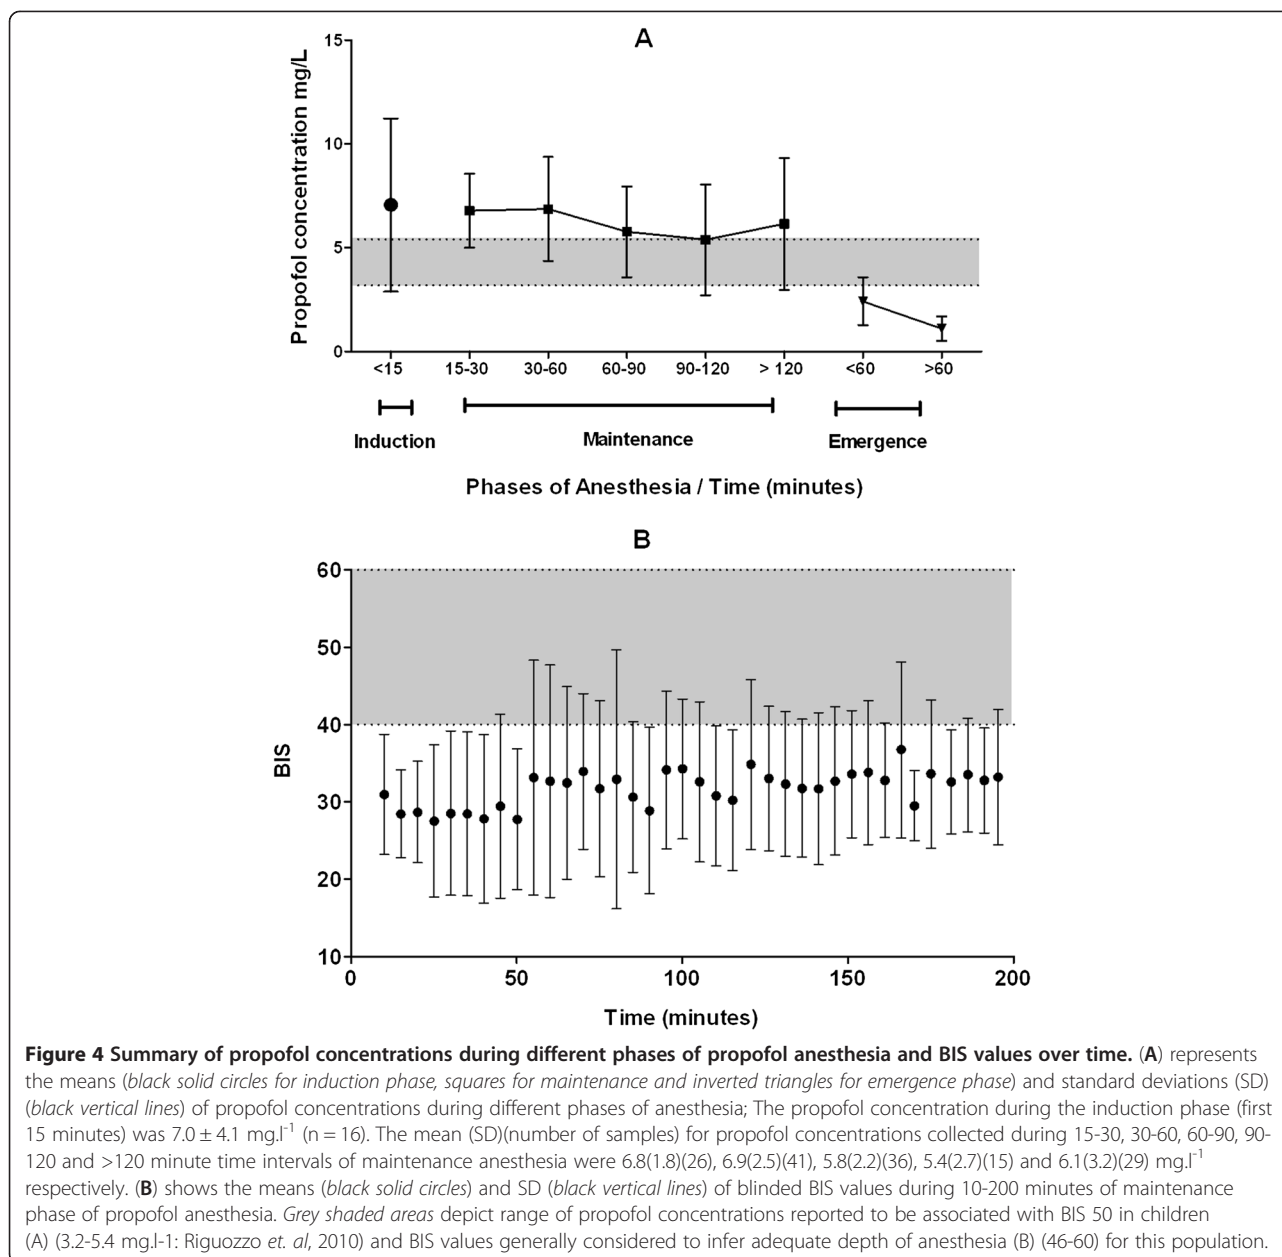 A
15
10
5
0
Propofol concentration mg/L
<15 15-30 30-60 60-90 90-120 > 120 <60 >60
Induction Maintenance Emergence
Phases of Anesthesia / Time (minutes)
B
60
50
40
30
20
10
BIS
0 50 100 150 200
Time (minutes)
Figure 4 Summary of propofol concentrations during different phases of propofol anesthesia and BIS values over time. (A) represents
the means (black solid circles for induction phase, squares for maintenance and inverted triangles for emergence phase) and standard deviations (SD)
(black vertical lines) of propofol concentrations during different phases of anesthesia; The propofol concentration during the induction phase (first
15 minutes) was 7.0 ± 4.1 mg.l⁻¹ (n = 16). The mean (SD)(number of samples) for propofol concentrations collected during 15-30, 30-60, 60-90, 90-
120 and >120 minute time intervals of maintenance anesthesia were 6.8(1.8)(26), 6.9(2.5)(41), 5.8(2.2)(36), 5.4(2.7)(15) and 6.1(3.2)(29) mg.l⁻¹
respectively. (B) shows the means (black solid circles) and SD (black vertical lines) of blinded BIS values during 10-200 minutes of maintenance
phase of propofol anesthesia. Grey shaded areas depict range of propofol concentrations reported to be associated with BIS 50 in children
(A) (3.2-5.4 mg.l-1: Riguozzo et. al, 2010) and BIS values generally considered to infer adequate depth of anesthesia (B) (46-60) for this population.